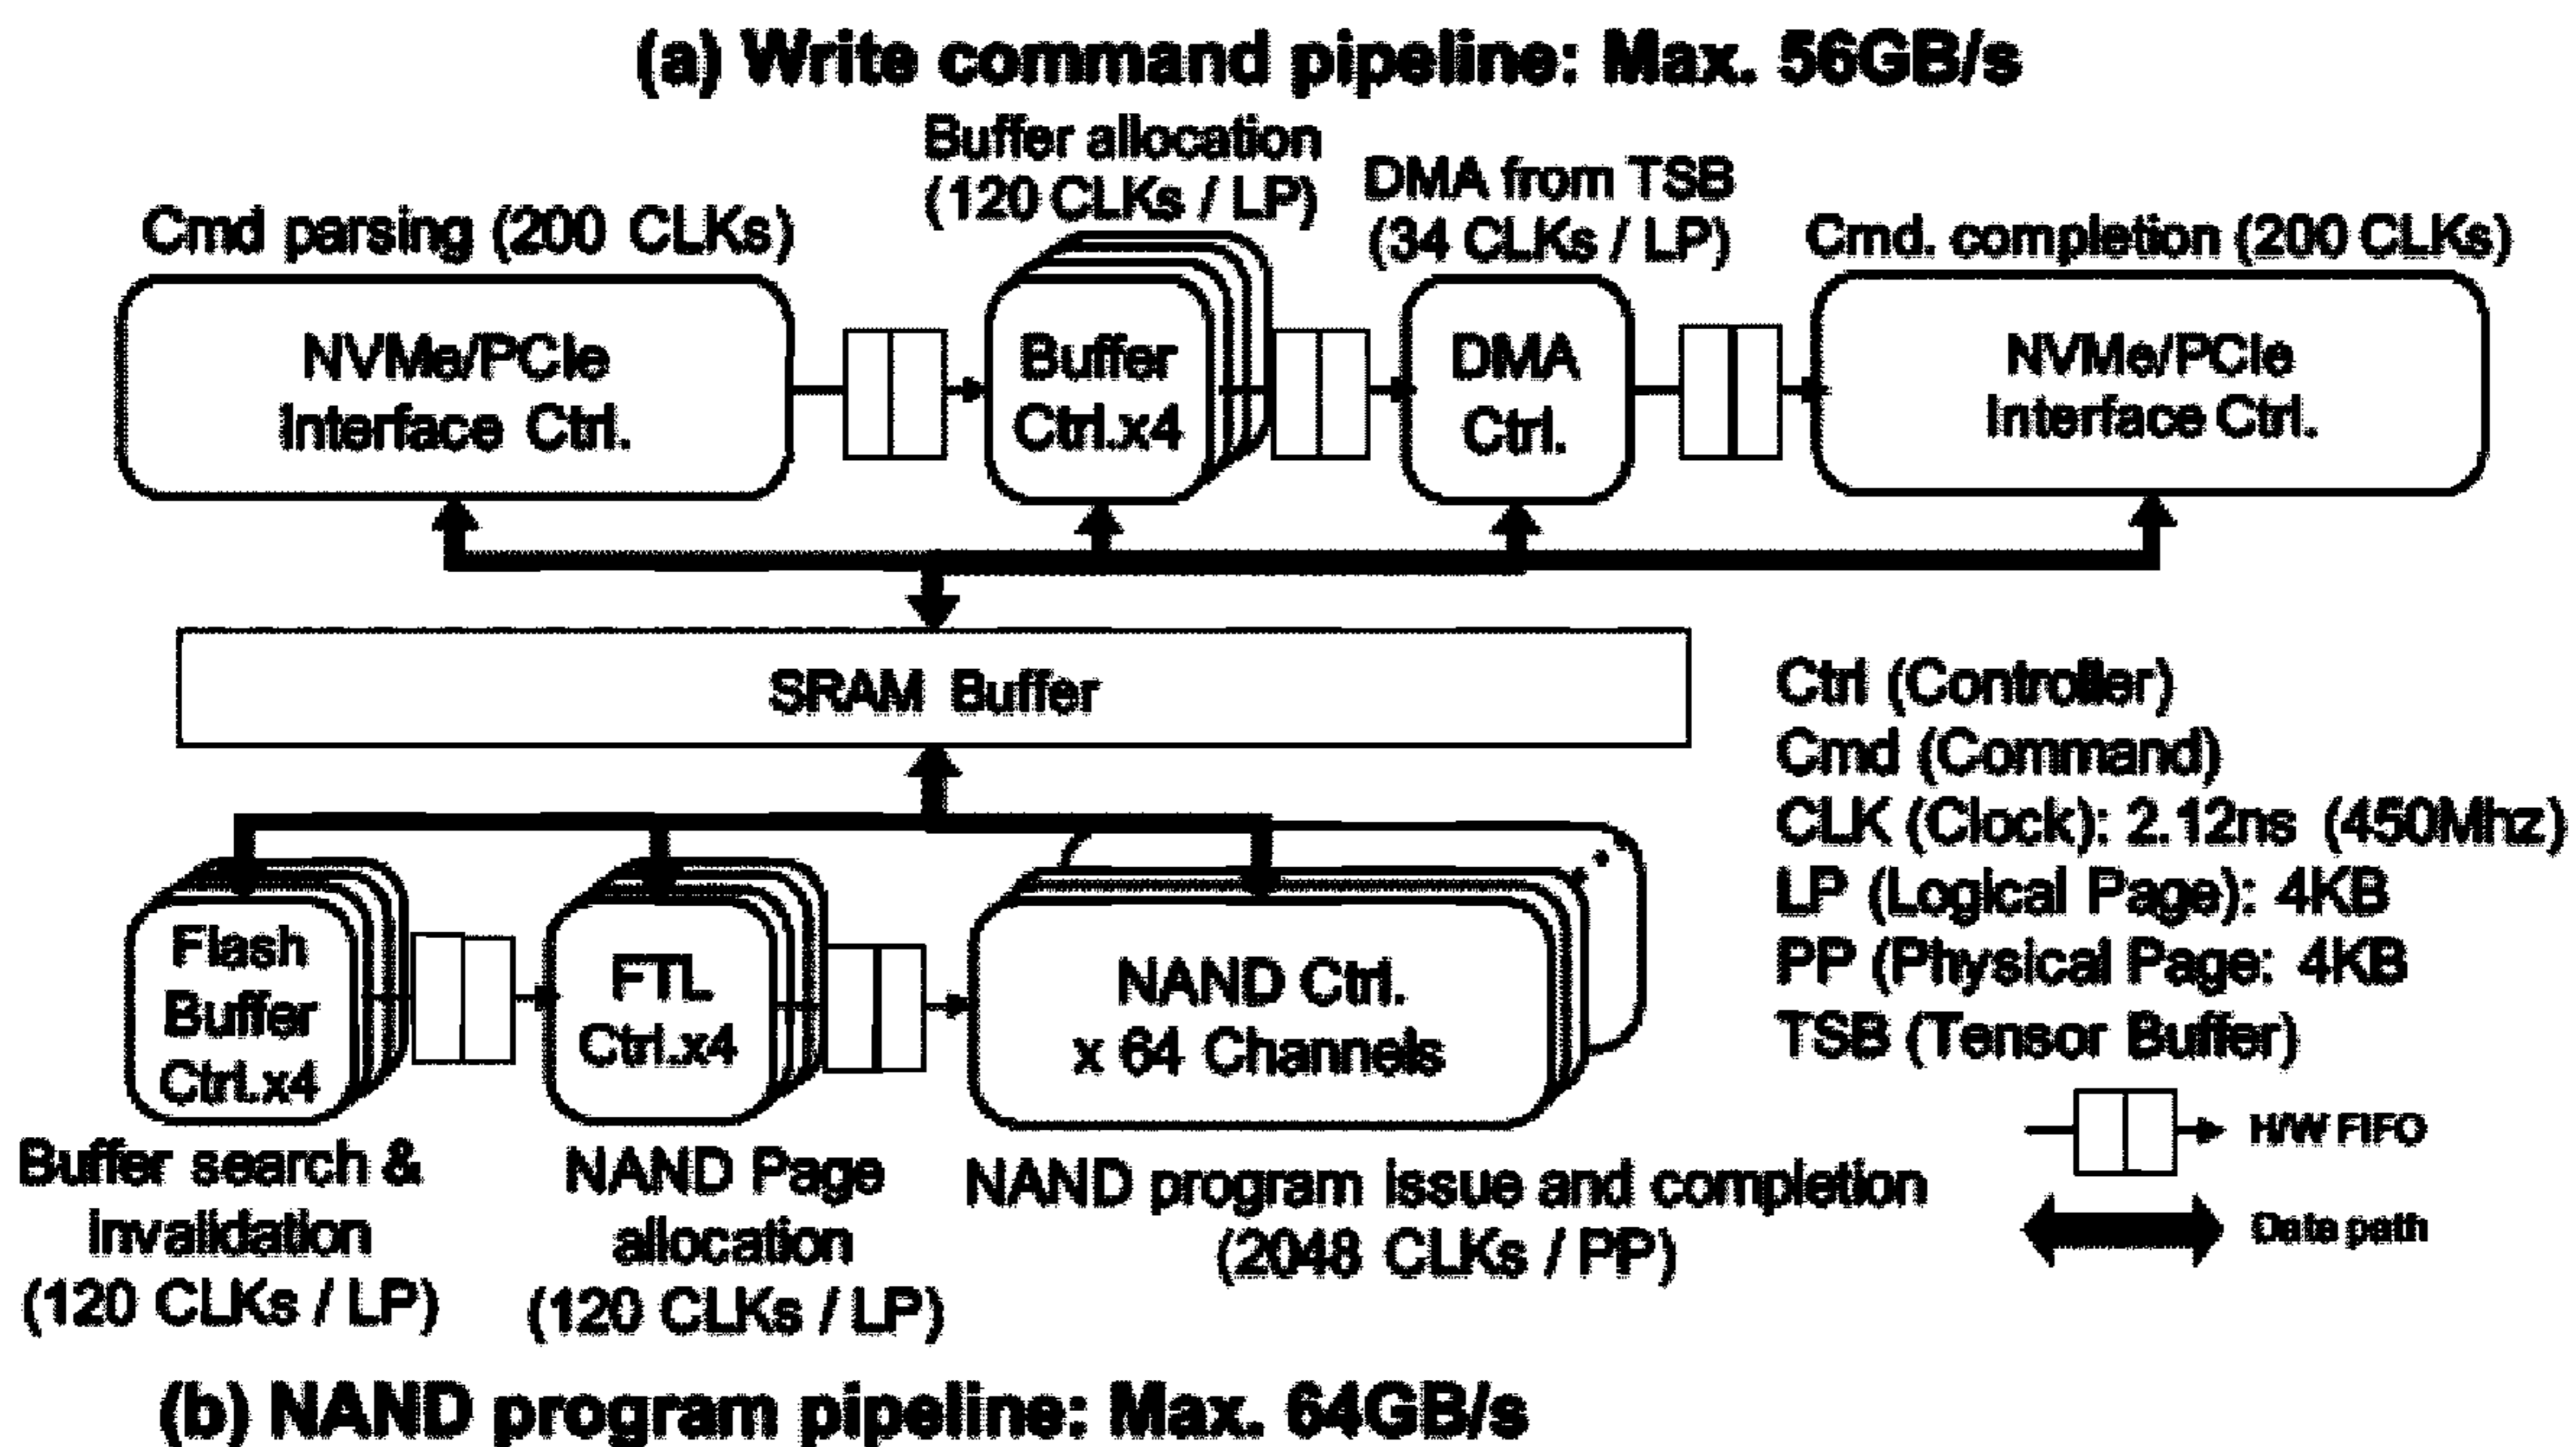 (a) Write command pipeline: Max. 56GB/s
Buffer allocation
(120 CLKs / LP)
DMA from TSB
(34 CLKs / LP)
Cmd parsing (200 CLKs)
Cmd. completion (200 CLKs)
NVMe/PCIe
Interface Ctrl.
Buffer
Ctrl.x4
DMA
Ctrl.
NVMe/PCIe
Interface Ctrl.
SRAM Buffer
Ctrl (Controller)
Cmd (Command)
CLK (Clock): 2.12ns (450Mhz)
LP (Logical Page): 4KB
PP (Physical Page: 4KB
TSB (Tensor Buffer)
H/W FIFO
Data path
Flash
Buffer
Ctrl.x4
FTL
Ctrl.x4
NAND Ctrl.
x 64 Channels
Buffer search &
invalidation
(120 CLKs / LP)
NAND Page
allocation
(120 CLKs / LP)
NAND program issue and completion
(2048 CLKs / PP)
(b) NAND program pipeline: Max. 64GB/s